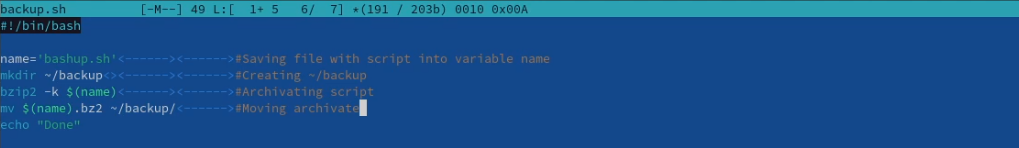 backup.sh [-M--] 49 L:[ 1+ 5 6/ 7] *(191 / 203b) 0010 0x00A
#!/bin/bash
name='bashup.sh'<------><------>#Saving file with script into variable name
mkdir ~/backup<><------><------>#Creating ~/backup
bzip2 -k $(name)<------><------>#Archivating script
mv $(name).bz2 ~/backup/<------>#Moving archivate
echo "Done"